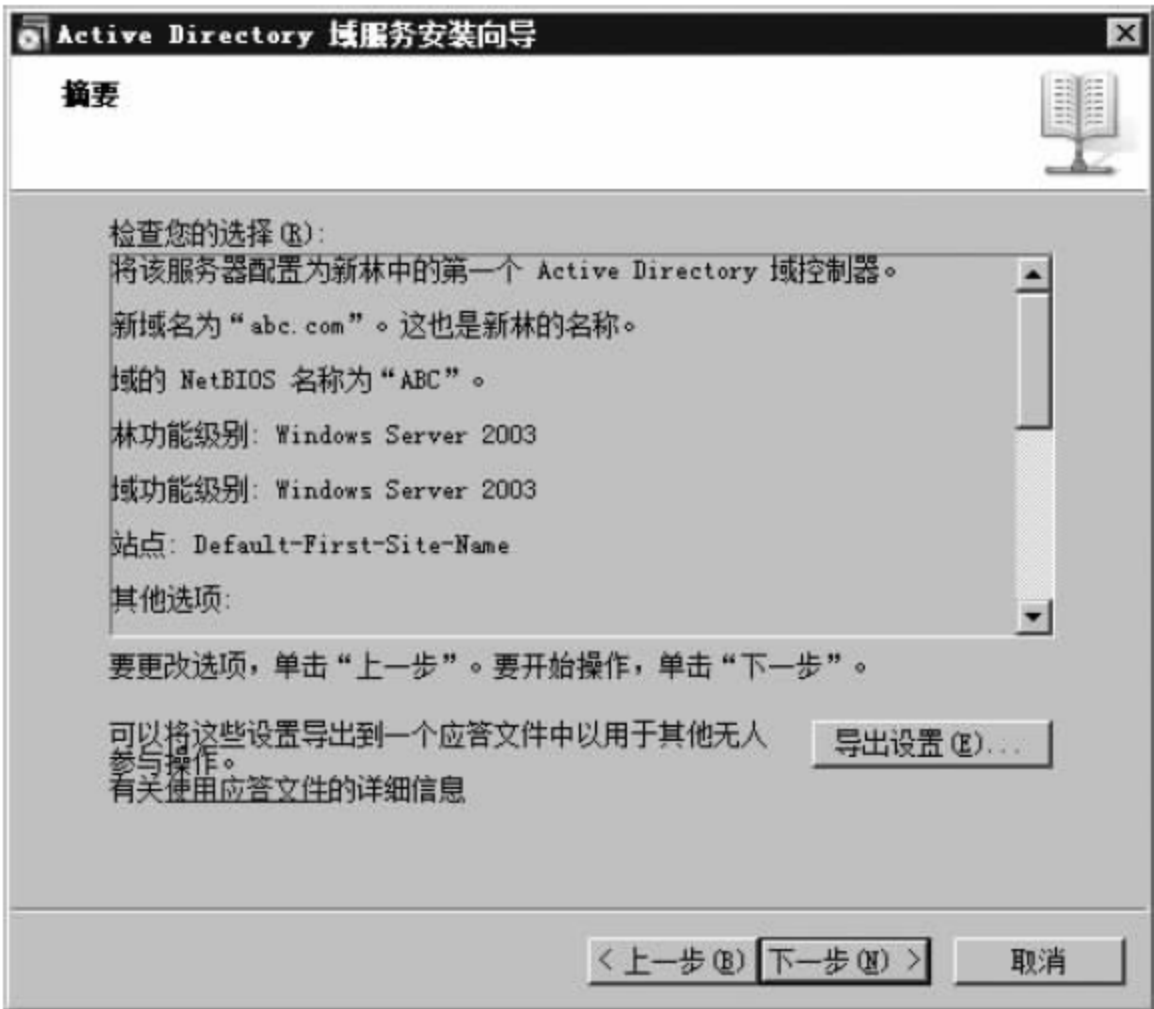 Active Directory 域服务安装向导
摘要
检查您的选择(R):
将该服务器配置为新林中的第一个 Active Directory 域控制器。
新域名为“abc.com”。这也是新林的名称。
域的 NetBIOS 名称为“ABC”。
林功能级别: Windows Server 2003
域功能级别: Windows Server 2003
站点: Default-First-Site-Name
其他选项:
要更改选项，单击“上一步”。要开始操作，单击“下一步”。
可以将这些设置导出到一个应答文件中以用于其他无人
参与操作。
有关使用应答文件的详细信息
导出设置(E)...
< 上一步(B)
下一步(N) >
取消